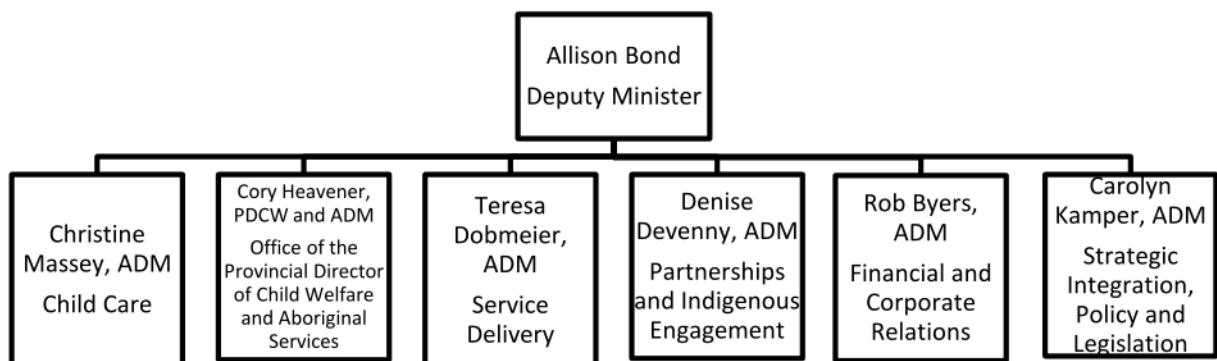 Allison Bond
Deputy Minister
Christine
Massey, ADM
Child Care
Cory Heavener,
PDCW and ADM
Office of the
Provincial Director
of Child Welfare
and Aboriginal
Services
Teresa
Dobmeier,
ADM
Service
Delivery
Denise
Devenny, ADM
Partnerships
and Indigenous
Engagement
Rob Byers,
ADM
Financial and
Corporate
Relations
Carolyn
Kamper, ADM
Strategic
Integration,
Policy and
Legislation